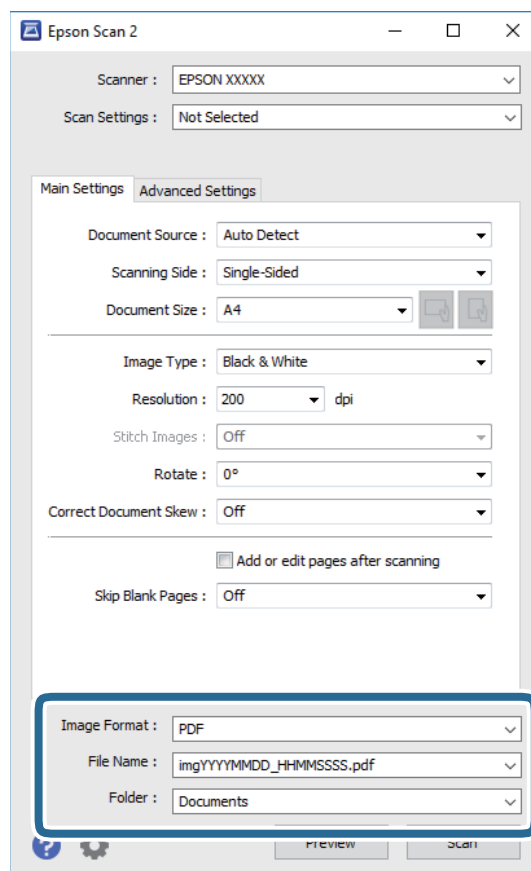 Epson Scan 2
Scanner : EPSON XXXXX
Scan Settings : Not Selected
Main Settings Advanced Settings
Document Source : Auto Detect
Scanning Side : Single-Sided
Document Size : A4
Image Type : Black & White
Resolution : 200 dpi
Stitch Images : Off
Rotate : 0°
Correct Document Skew : Off
Add or edit pages after scanning
Skip Blank Pages : Off
Image Format : PDF
File Name : imgYYYYMMDD_HHMMSSSS.pdf
Folder : Documents
? Preview Scan